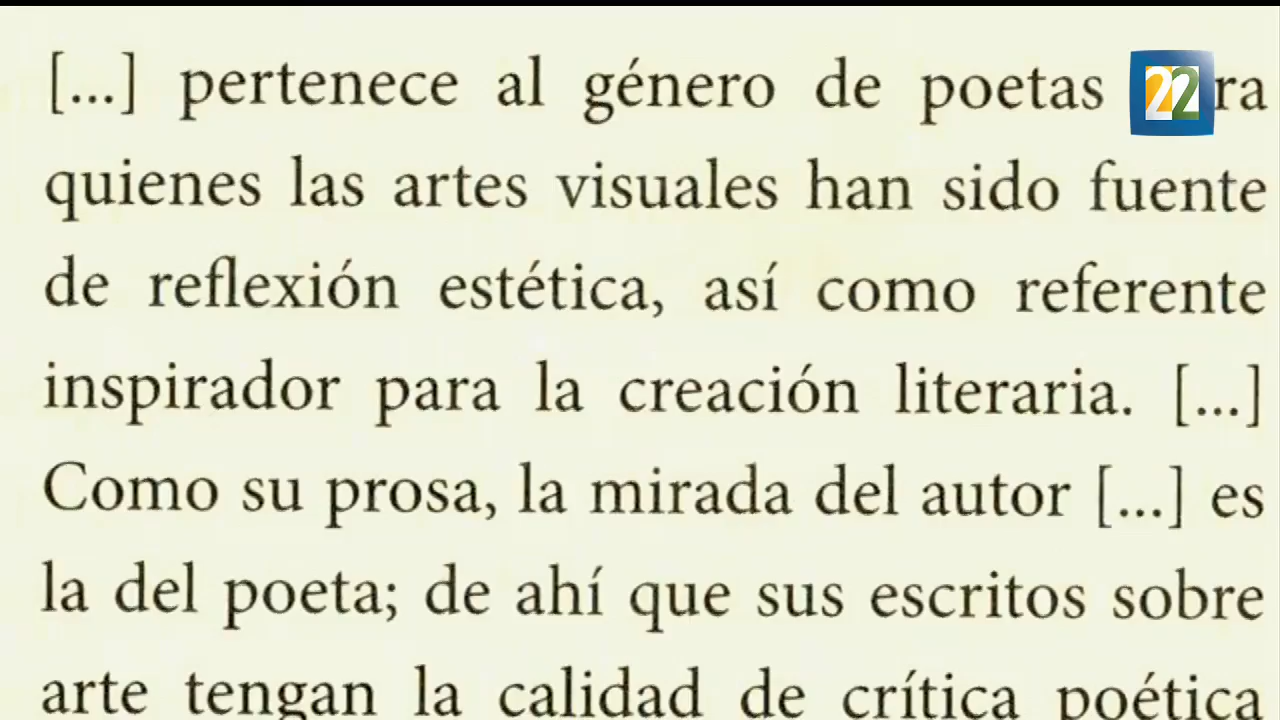 [...] pertenece al género de poetas ra
22
quienes las artes visuales han sido fuente
de reflexión estética, así como referente
inspirador para la creación literaria. [...]
Como su prosa, la mirada del autor [...] es
la del poeta; de ahí que sus escritos sobre
arte tengan la calidad de crítica poética